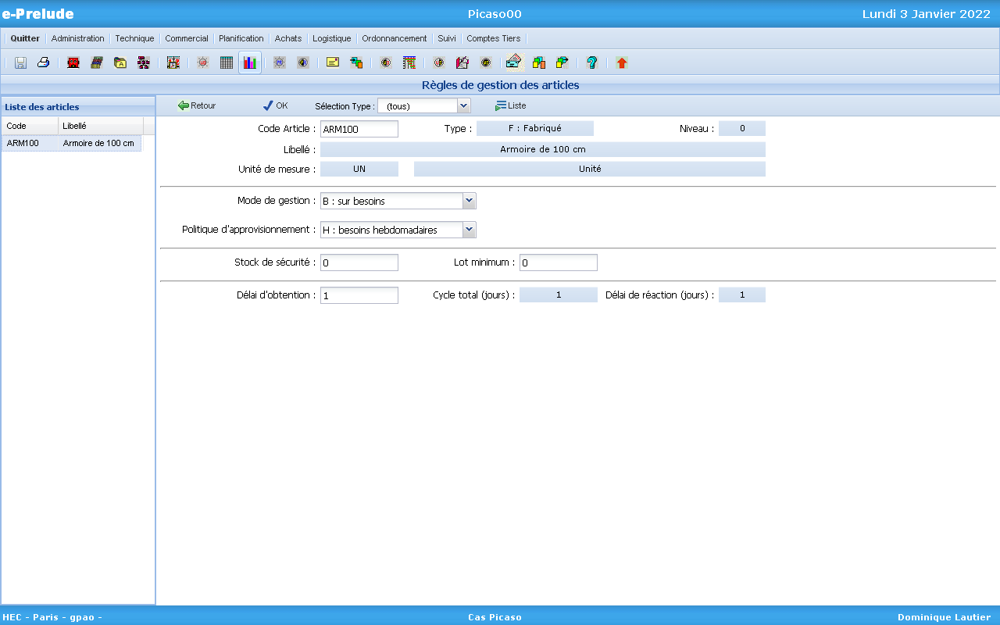 e-Prelude Picaso00 Lundi 3 Janvier 2022
Quitter Administration Technique Commercial Planification Achats Logistique Ordonnancement Suivi Comptes Tiers
Règles de gestion des articles
Liste des articles
Code Libellé
ARM100 Armoire de 100 cm
Retour OK Sélection Type : (tous) Liste
Code Article : ARM100 Type : F : Fabriqué Niveau : 0
Libellé : Armoire de 100 cm
Unité de mesure : UN Unité
Mode de gestion : B : sur besoins
Politique d'approvisionnement : H : besoins hebdomadaires
Stock de sécurité : 0 Lot minimum : 0
Délai d'obtention : 1 Cycle total (jours) : 1 Délai de réaction (jours) : 1
HEC - Paris - gpao - Cas Picaso Dominique Lautier